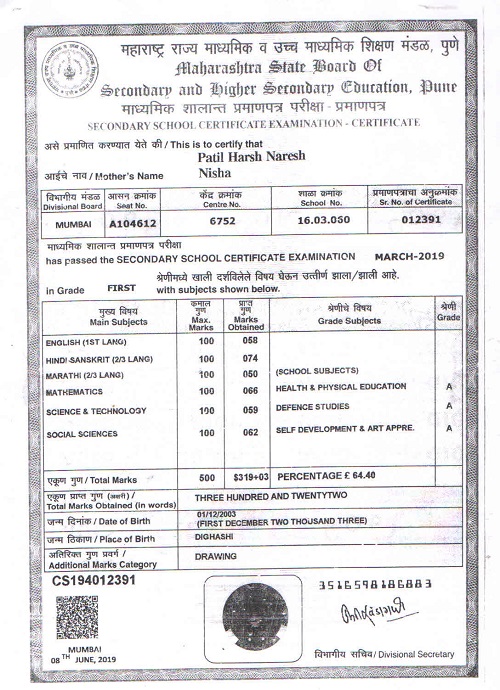 महाराष्ट्र राज्य माध्यमिक व उच्च माध्यमिक शिक्षण मंडळ, पुणे
Maharashtra State Board Of
Secondary and Higher Secondary Education, Pune
माध्यमिक शालान्त प्रमाणपत्र परीक्षा - प्रमाणपत्र
SECONDARY SCHOOL CERTIFICATE EXAMINATION - CERTIFICATE
असे प्रमाणित करण्यात येते की / This is to certify that
Patil Harsh Naresh
आईचे नाव / Mother's Name Nisha
विभागीय मंडळ आसन क्रमांक केंद्र क्रमांक शाळा क्रमांक प्रमाणपत्राचा अनुक्रमांक
Divisional Board Seat No. Centre No. School No. Sr. No. of Certificate
MUMBAI A104612 6752 16.03.050 012391
माध्यमिक शालान्त प्रमाणपत्र परीक्षा
has passed the SECONDARY SCHOOL CERTIFICATE EXAMINATION MARCH-2019
श्रेणीमध्ये खाली दर्शविलेले विषय घेऊन उत्तीर्ण झाला/झाली आहे.
in Grade FIRST with subjects shown below.
मुख्य विषय कमाल गुण प्राप्त गुण श्रेणीचे विषय श्रेणी
Main Subjects Max. Marks Marks Obtained Grade Subjects Grade
ENGLISH (1ST LANG) 100 058
HINDI-SANSKRIT (2/3 LANG) 100 074
MARATHI (2/3 LANG) 100 050 (SCHOOL SUBJECTS)
MATHEMATICS 100 066 HEALTH & PHYSICAL EDUCATION A
SCIENCE & TECHNOLOGY 100 059 DEFENCE STUDIES A
SOCIAL SCIENCES 100 062 SELF DEVELOPMENT & ART APPRE. A
एकूण गुण / Total Marks 500 $319+03 PERCENTAGE £ 64.40
एकूण प्राप्त गुण (अक्षरी) /
Total Marks Obtained (in words) THREE HUNDRED AND TWENTYTWO
01/12/2003
जन्म दिनांक / Date of Birth (FIRST DECEMBER TWO THOUSAND THREE)
जन्म ठिकाण / Place of Birth DIGHASHI
अतिरिक्त गुण प्रवर्ग /
Additional Marks Category DRAWING
CS194012391
3516598186883
MUMBAI
08TH JUNE, 2019
विभागीय सचिव / Divisional Secretary